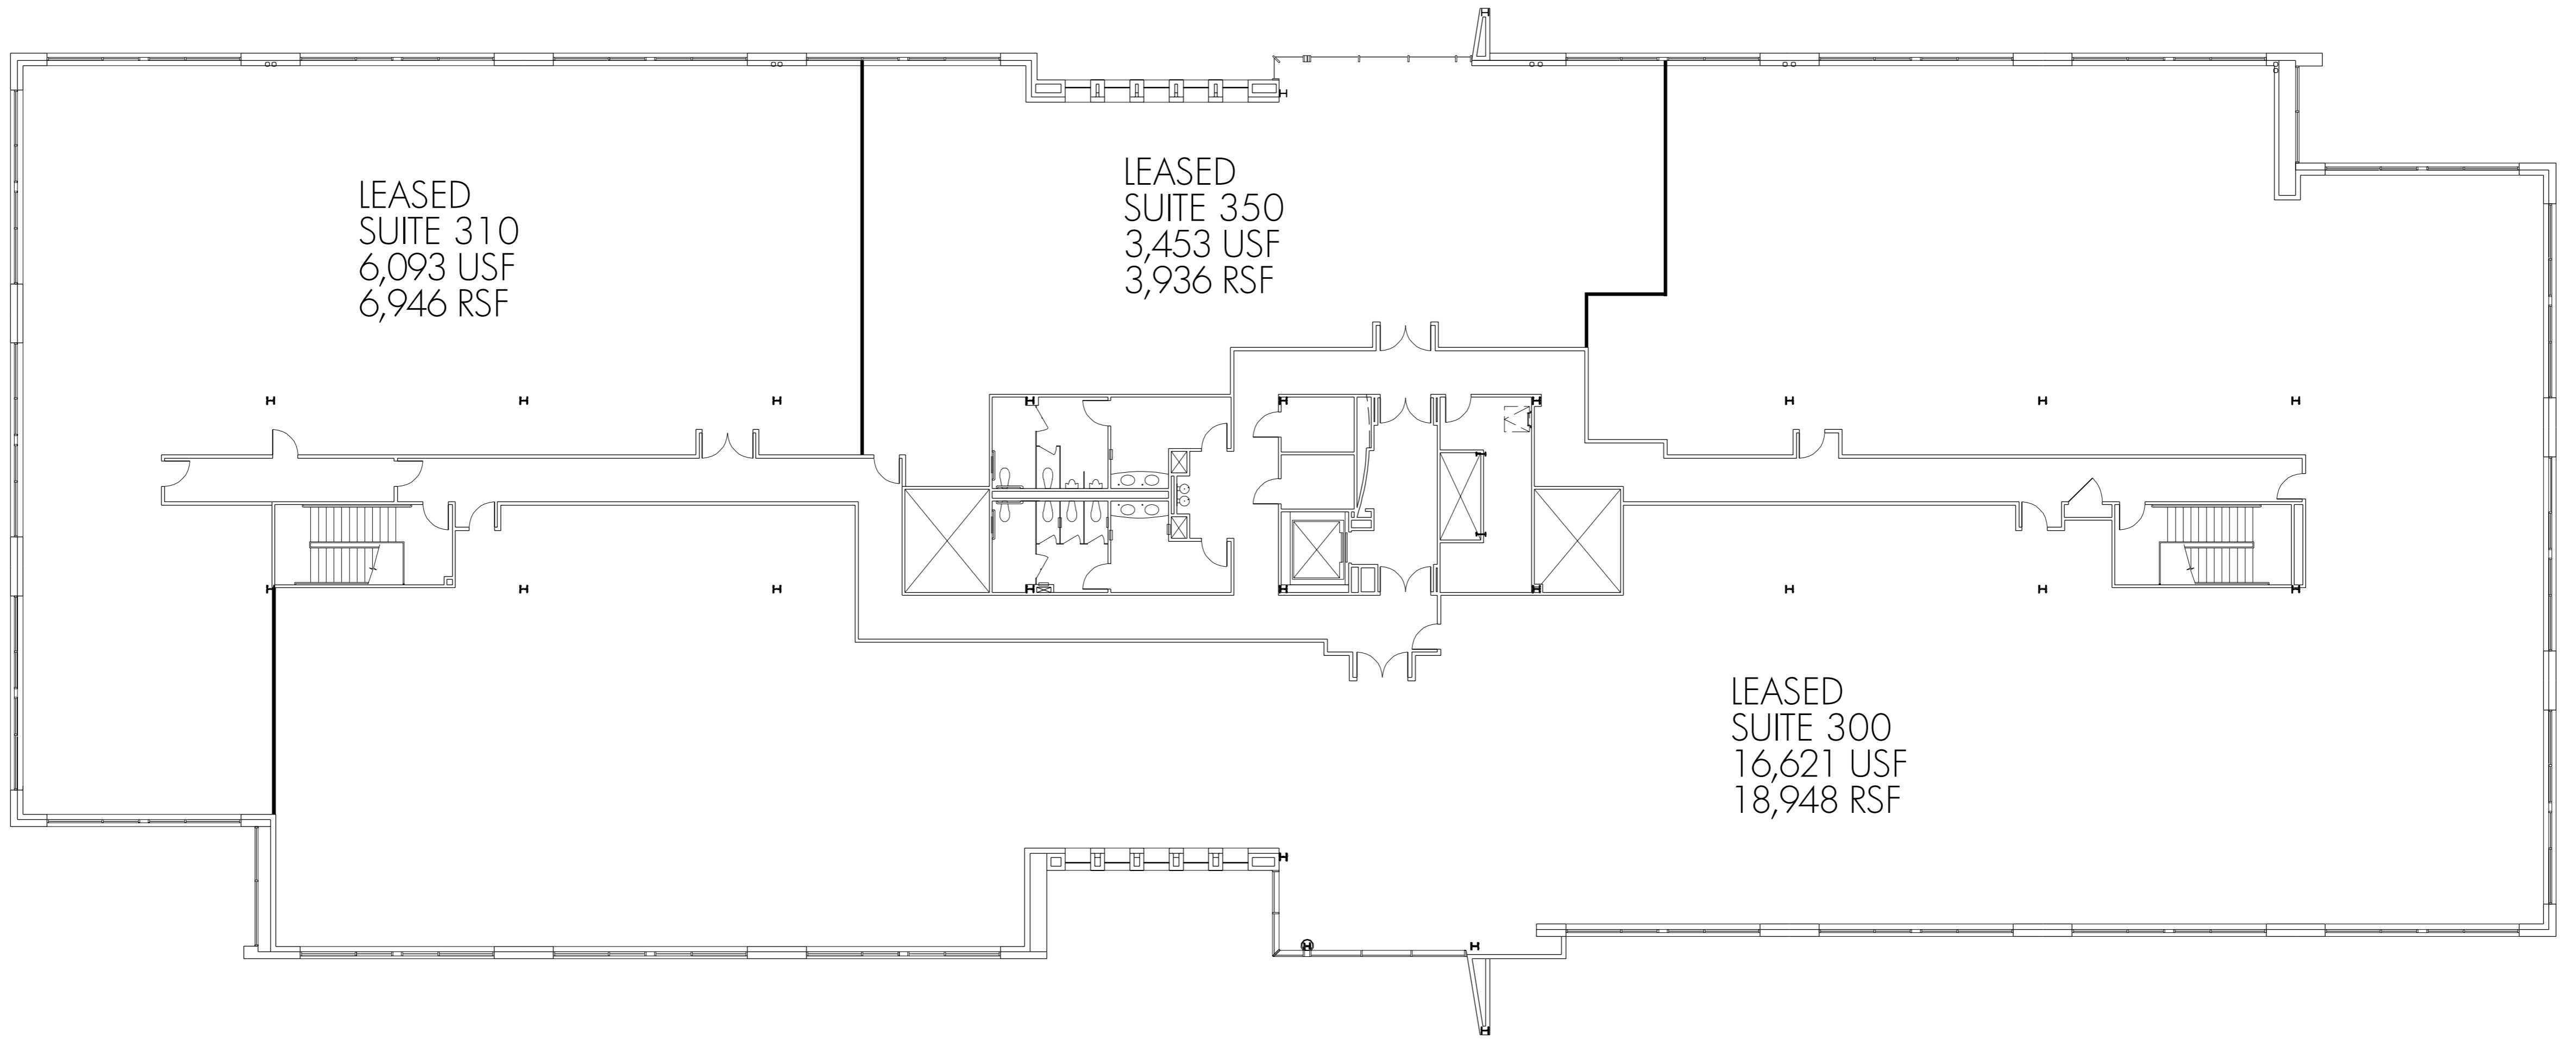 LEASED
SUITE 310
6,093 USF
6,946 RSF
LEASED
SUITE 350
3,453 USF
3,936 RSF
LEASED
SUITE 300
16,621 USF
18,948 RSF